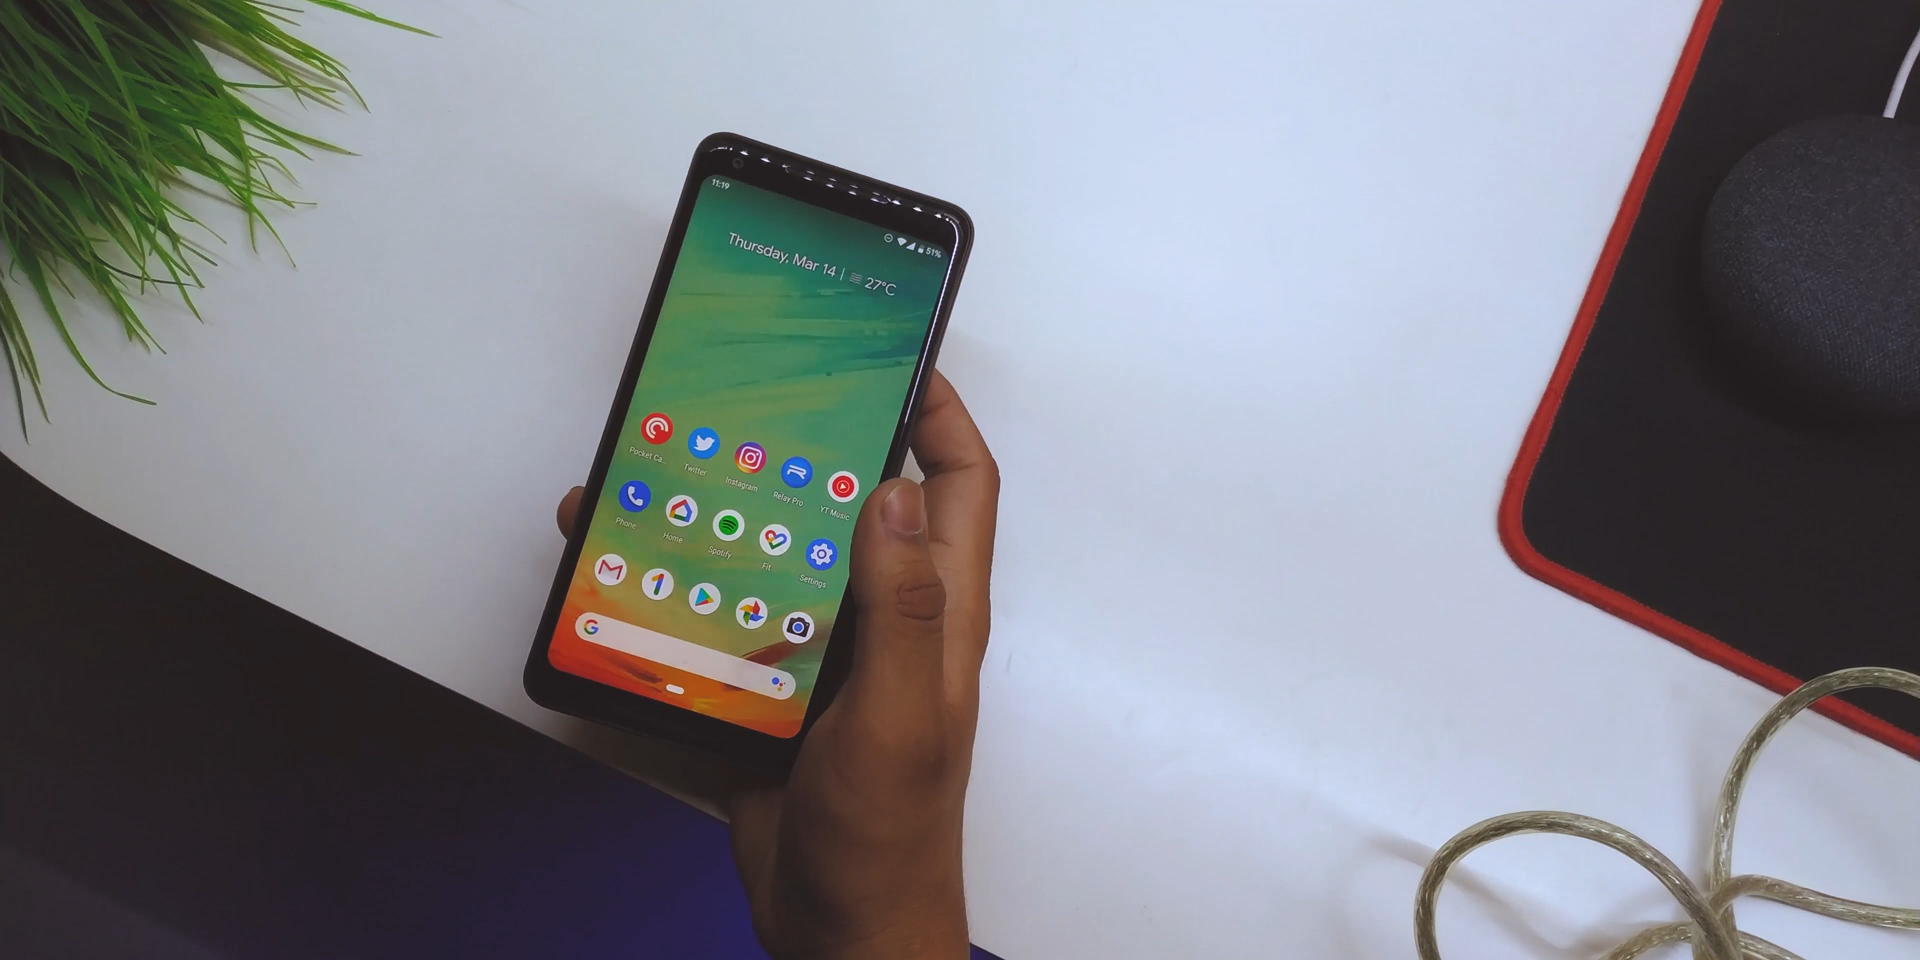 11:19
51%
Thursday, Mar 14 | 27°C
Pocket Ca...
Twitter
Instagram
Relay Pro
YT Music
Phone
Home
Spotify
Fit
Settings